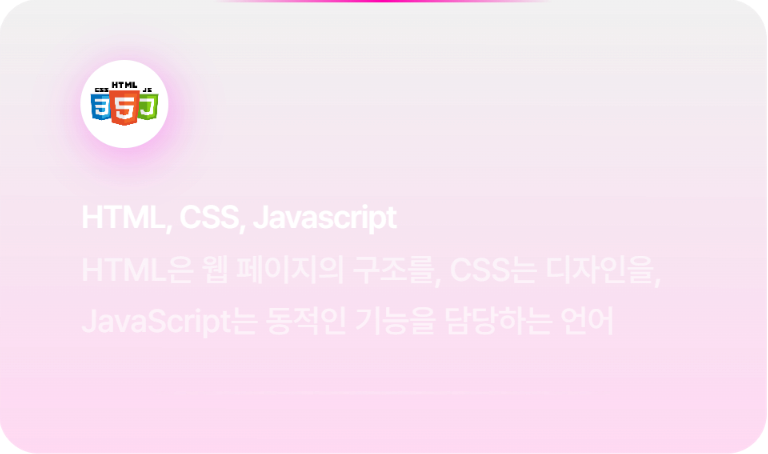 HTML
CSS JS
HTML, CSS, Javascript
HTML은 웹 페이지의 구조를, CSS는 디자인을,
JavaScript는 동적인 기능을 담당하는 언어